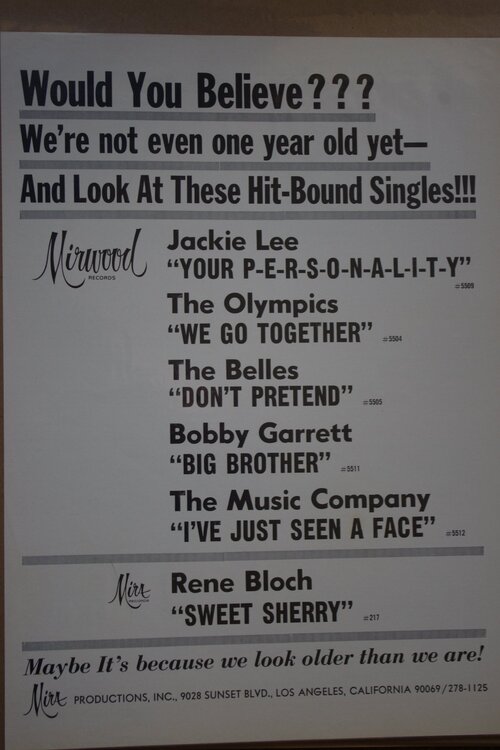 Would You Believe???
We're not even one year old yet—
And Look At These Hit-Bound Singles!!!
Mirwood
RECORDS
Jackie Lee
"YOUR P-E-R-S-O-N-A-L-I-T-Y"
#5509
The Olympics
"WE GO TOGETHER" #5504
The Belles
"DON'T PRETEND" #5505
Bobby Garrett
"BIG BROTHER" #5511
The Music Company
"I'VE JUST SEEN A FACE" #5512
Mira
RECORDS
Rene Bloch
"SWEET SHERRY" #217
Maybe It's because we look older than we are!
Mira PRODUCTIONS, INC., 9028 SUNSET BLVD., LOS ANGELES, CALIFORNIA 90069/278-1125